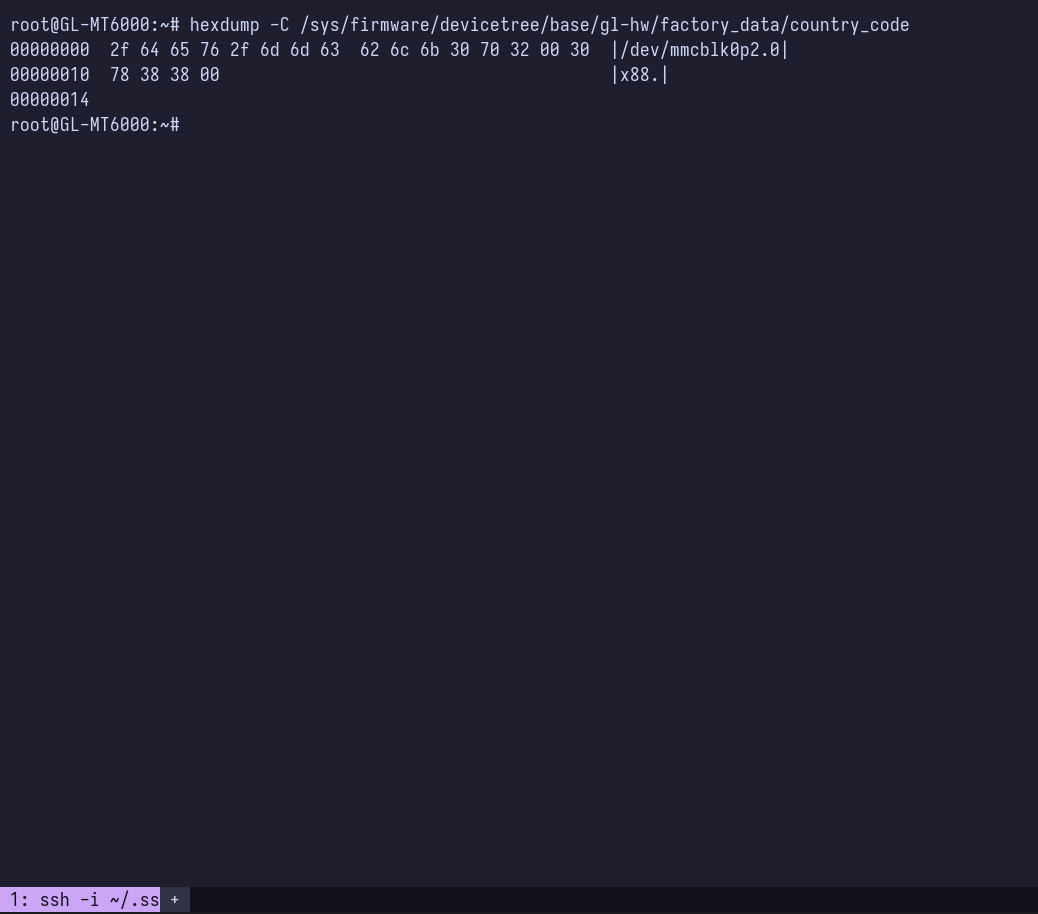 root@GL-MT6000:~# hexdump -C /sys/firmware/devicetree/base/gl-hw/factory_data/country_code
00000000  2f 64 65 76 2f 6d 6d 63  62 6c 6b 30 70 32 00 30  |/dev/mmcblk0p2.0|
00000010  78 38 38 00                                       |x88.|
00000014
root@GL-MT6000:~#
1: ssh -i ~/.ss +